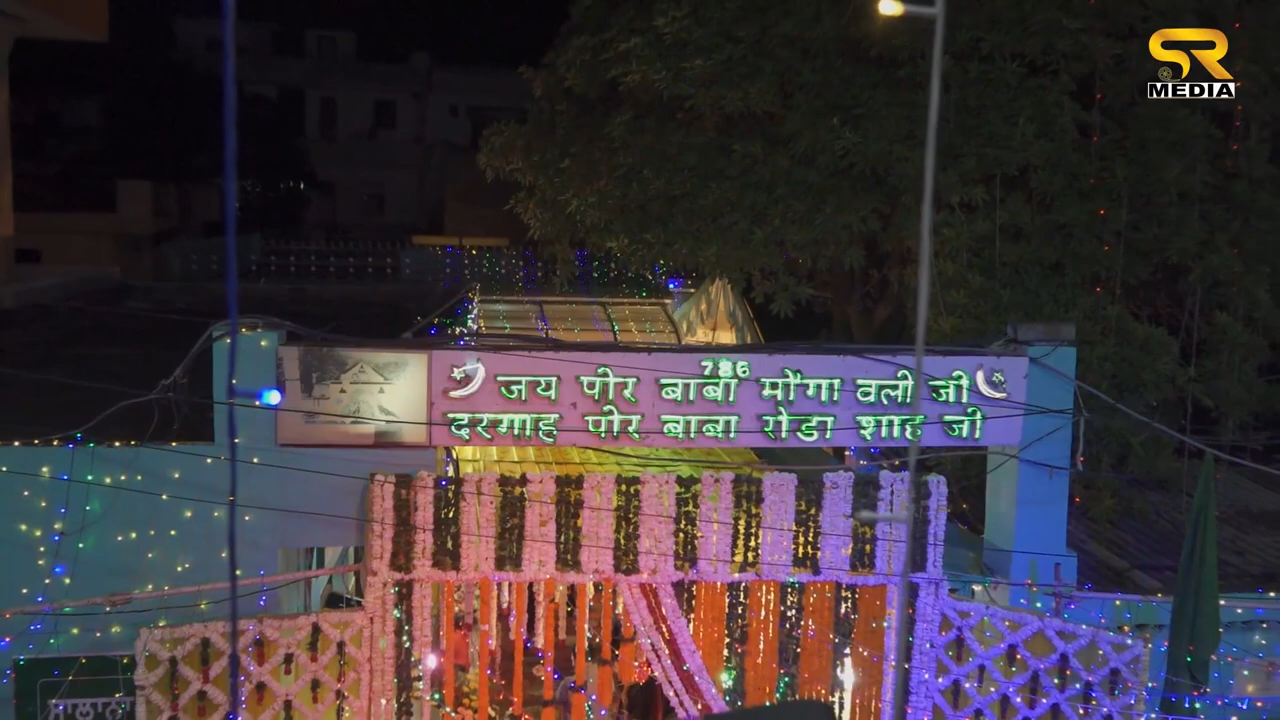 SR
MEDIA
786
जय पीर बाबा मोंगा वली जी
दरगाह पीर बाबा रोडा शाह जी
ਸਾਲਾਨਾ